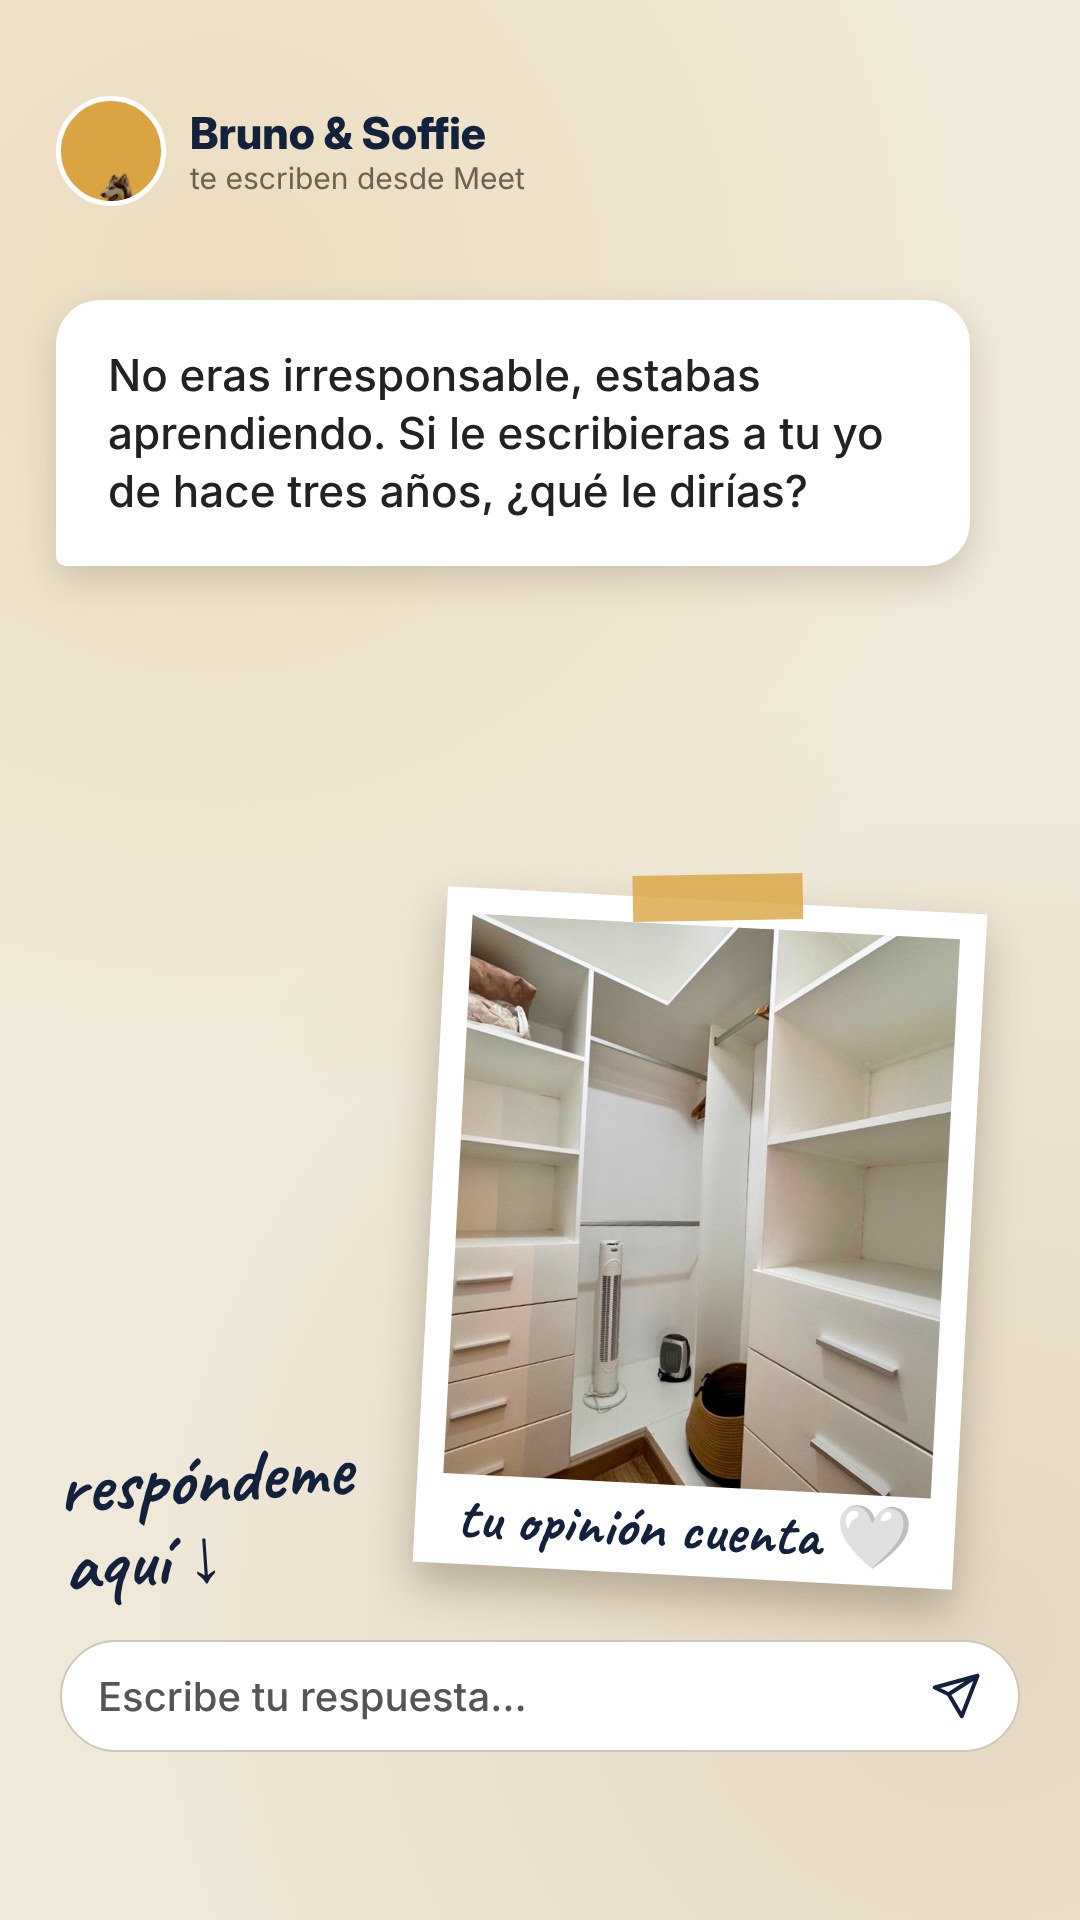 Bruno & Soffie
te escriben desde Meet
No eras irresponsable, estabas
aprendiendo. Si le escribieras a tu yo
de hace tres años, ¿qué le dirías?
tu opinión cuenta 🤍
respóndeme
aquí ↓
Escribe tu respuesta...